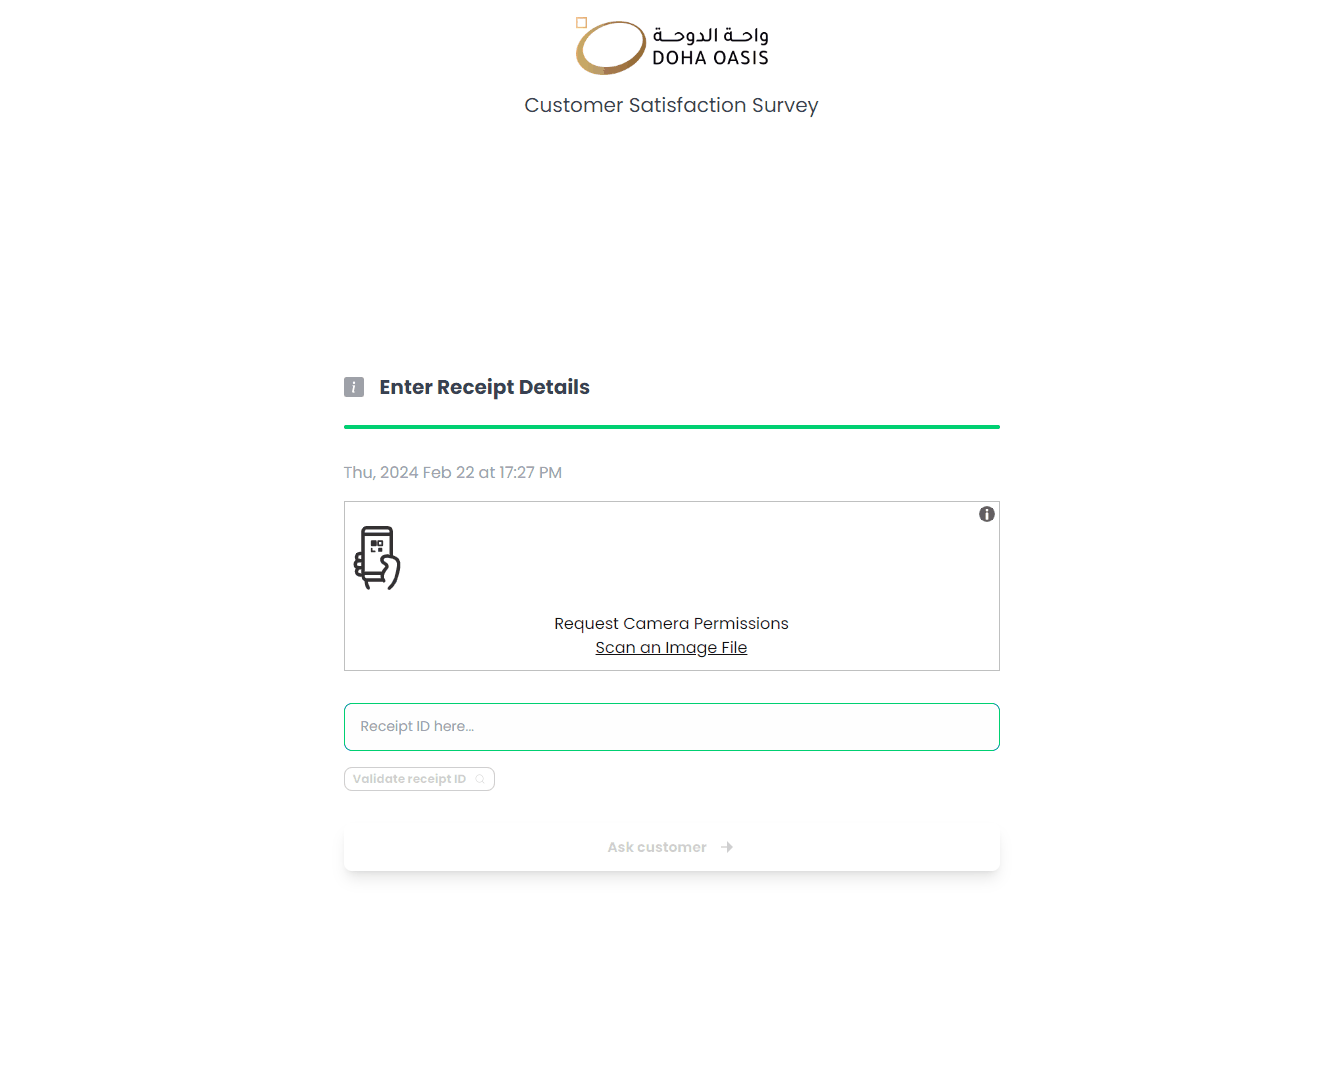 واحة الدوحة
DOHA OASIS
Customer Satisfaction Survey
Enter Receipt Details
Thu, 2024 Feb 22 at 17:27 PM
Request Camera Permissions
Scan an Image File
Receipt ID here...
Validate receipt ID
Ask customer